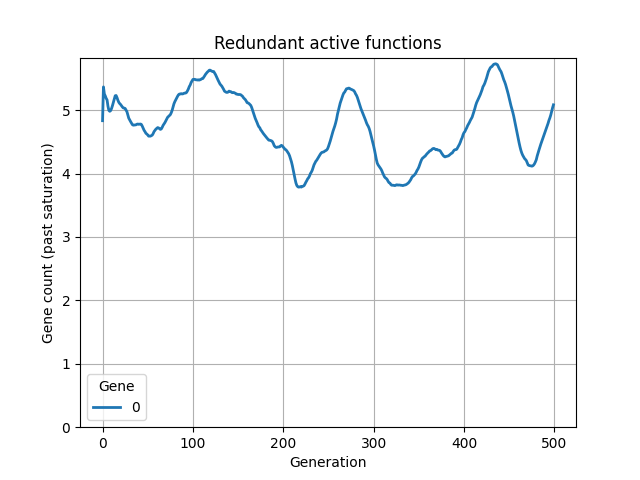 Redundant active functions
Gene count (past saturation)
5
4
3
2
1
0
Gene
0
0 100 200 300 400 500
Generation